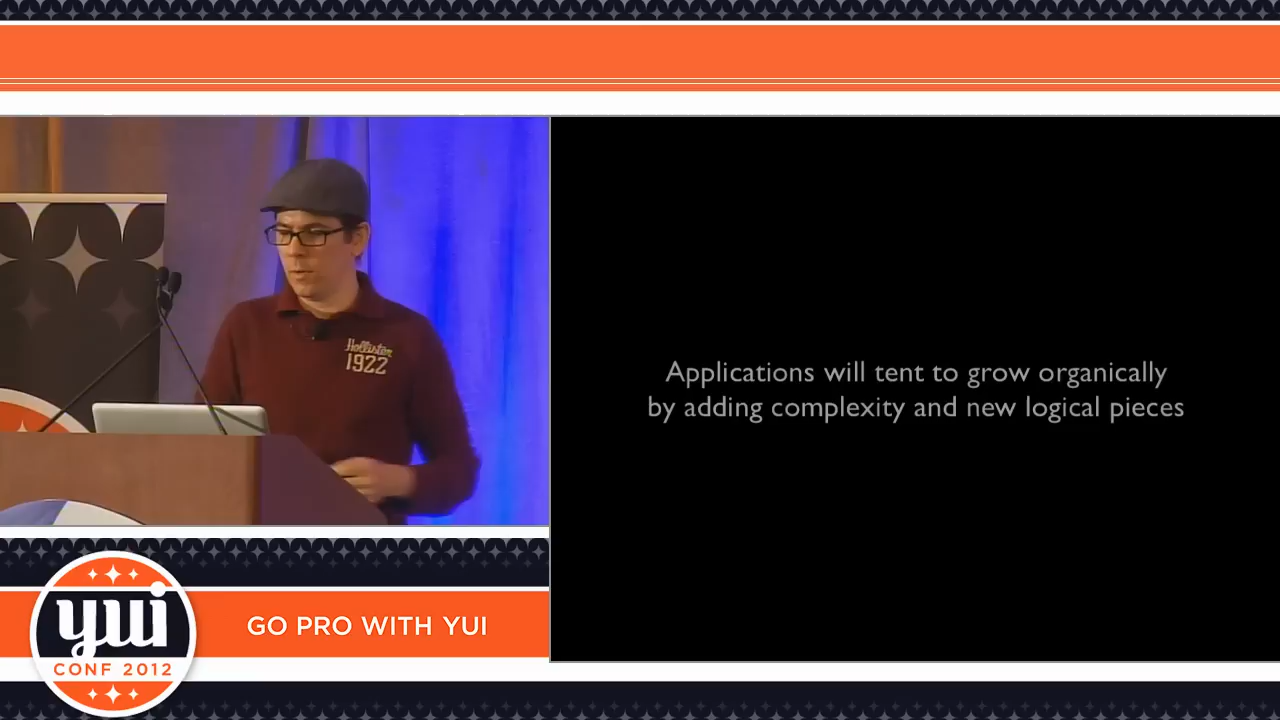 Hollister
1922
Applications will tent to grow organically
by adding complexity and new logical pieces
yui
CONF 2012
GO PRO WITH YUI